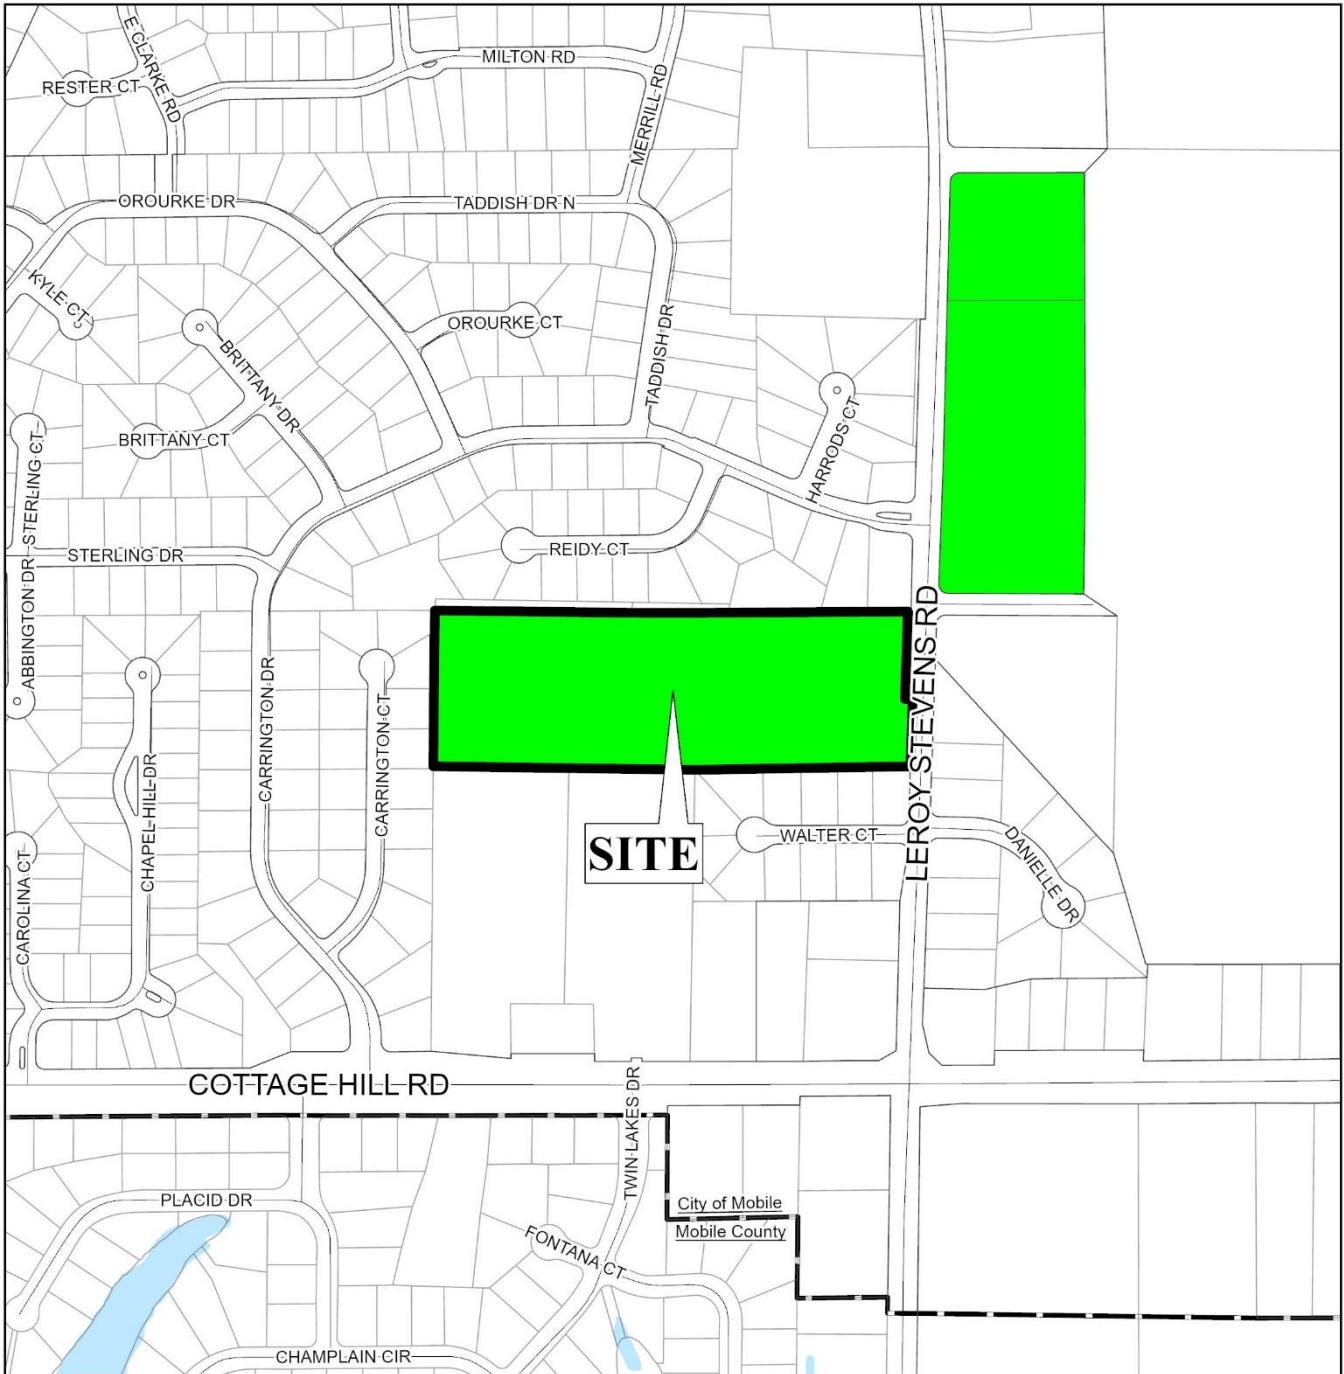 E CLARKE RD
MILTON RD
RESTER CT
MERRILL RD
OROURKE DR
TADDISH DR N
KYLE CT
OROURKE CT
TADDISH DR
BRITTANY DR
BRITTANY CT
HARRODS CT
STERLING CT
REIDY CT
STERLING DR
ABBINGTON DR
LEROY STEVENS RD
CARRINGTON DR
CARRINGTON CT
CHAPEL HILL DR
SITE
WALTER CT
DANIELLE DR
CAROLINA CT
COTTAGE HILL RD
TWIN LAKES DR
PLACID DR
City of Mobile
Mobile County
FONTANA CT
CHAMPLAIN CIR